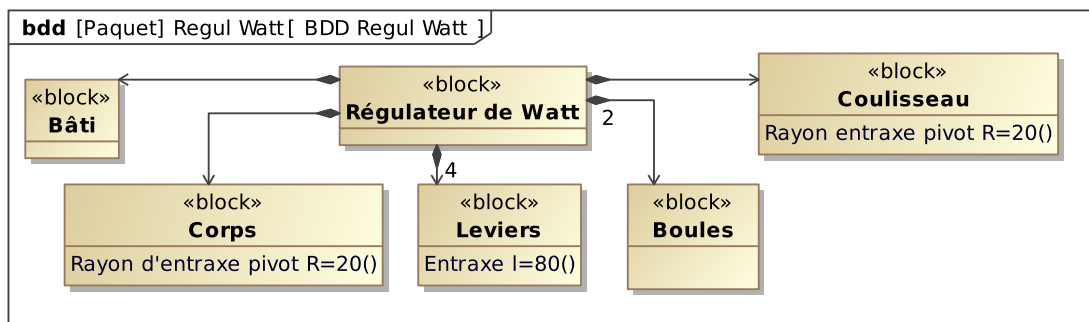 bdd [Paquet] Regul Watt[ BDD Regul Watt ]
«block»
Bâti
«block»
Régulateur de Watt
2
4
«block»
Coulisseau
Rayon entraxe pivot R=20()
«block»
Corps
Rayon d'entraxe pivot R=20()
«block»
Leviers
Entraxe l=80()
«block»
Boules